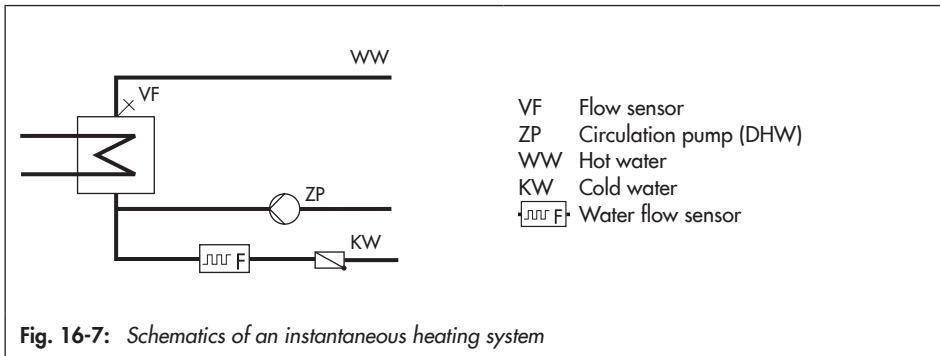 WW
VF
ZP
F
KW
VF Flow sensor
ZP Circulation pump (DHW)
WW Hot water
KW Cold water
F Water flow sensor
Fig. 16-7: Schematics of an instantaneous heating system